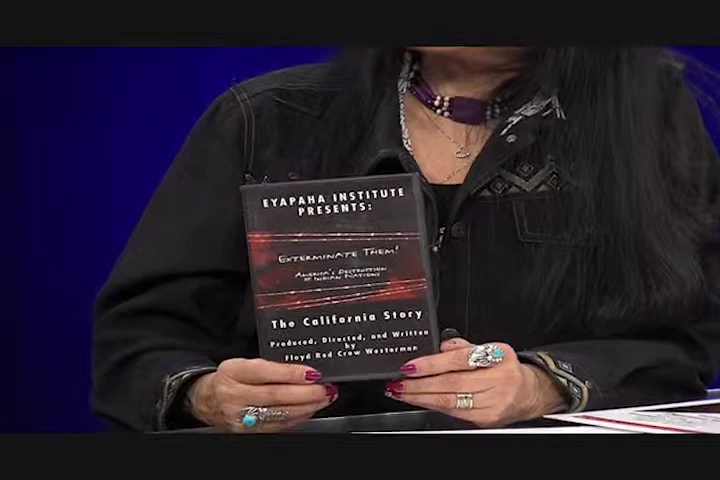 EYAPAHA INSTITUTE
PRESENTS:
EXTERMINATE THEM!
AMERICA'S DESTRUCTION
OF INDIAN NATIONS
The California Story
Produced, Directed, and Written
by
Floyd Red Crow Westerman